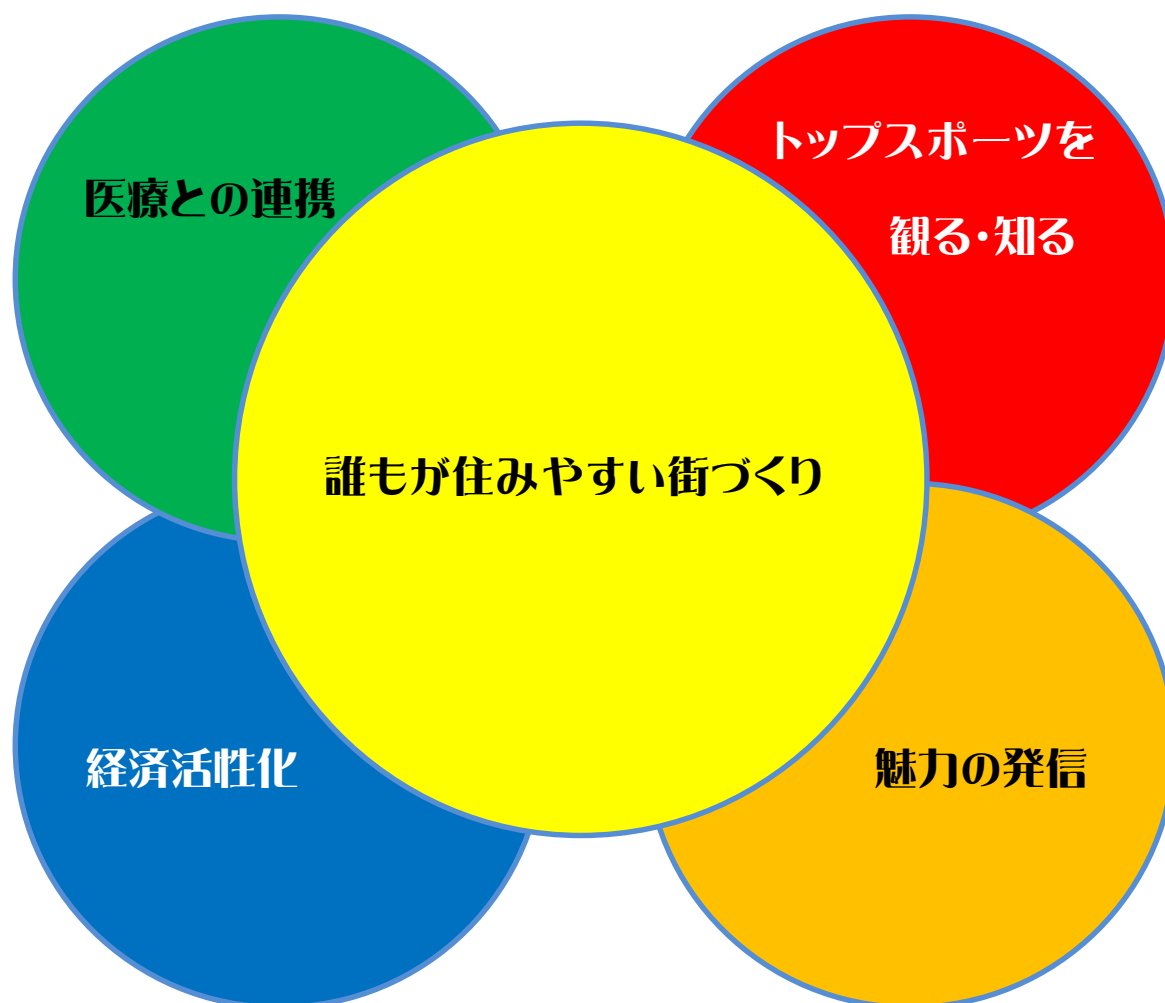 医療との連携
トップスポーツを
観る・知る
誰もが住みやすい街づくり
経済活性化
魅力の発信